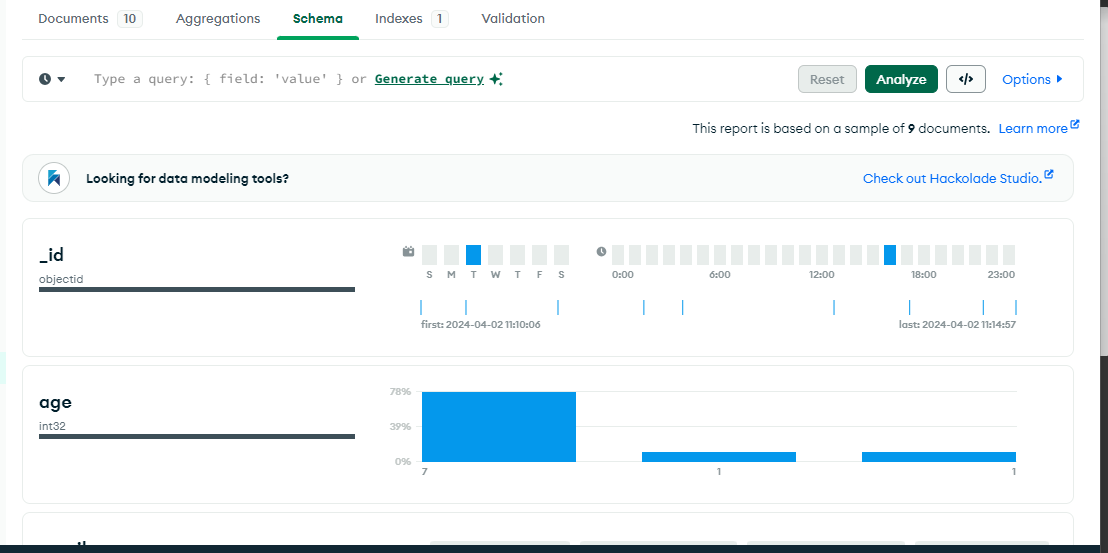 Documents 10 Aggregations Schema Indexes 1 Validation
Type a query: { field: 'value' } or Generate query Reset Analyze </> Options
This report is based on a sample of 9 documents. Learn more
Looking for data modeling tools? Check out Hackolade Studio.
_id
objectid
S M T W T F S 0:00 6:00 12:00 18:00 23:00
first: 2024-04-02 11:10:06 last: 2024-04-02 11:14:57
age
int32
78%
39%
0%
7 1 1